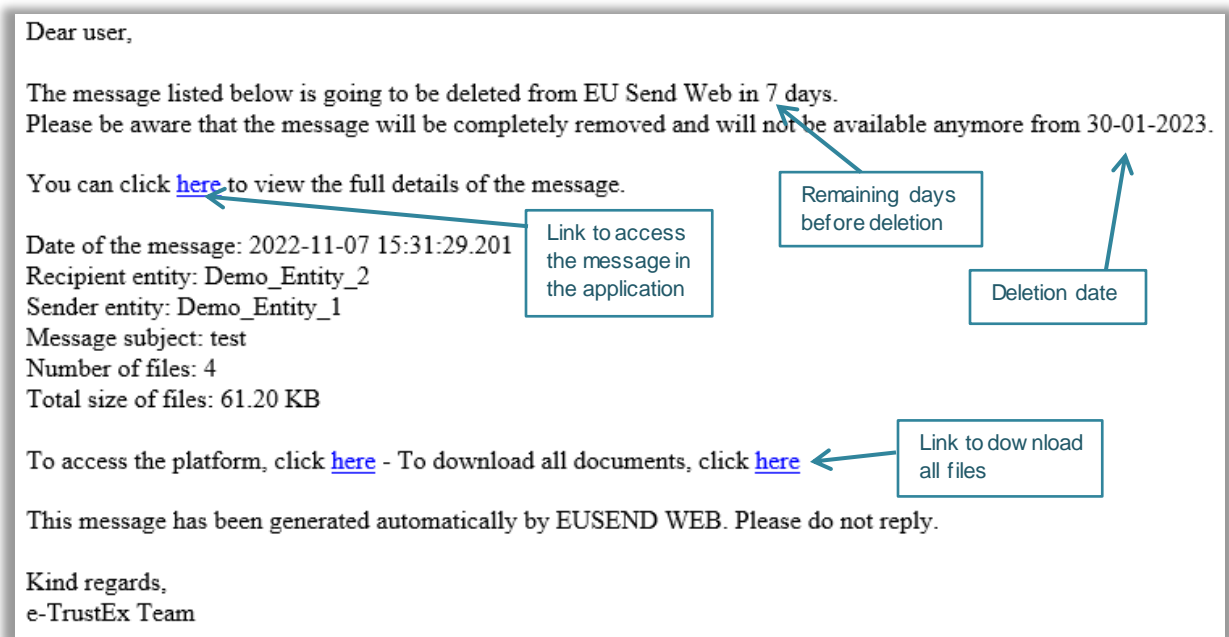 Dear user,
The message listed below is going to be deleted from EU Send Web in 7 days.
Please be aware that the message will be completely removed and will not be available anymore from 30-01-2023.
You can click here to view the full details of the message.
Remaining days
before deletion
Link to access
the message in
the application
Deletion date
Date of the message: 2022-11-07 15:31:29.201
Recipient entity: Demo_Entity_2
Sender entity: Demo_Entity_1
Message subject: test
Number of files: 4
Total size of files: 61.20 KB
To access the platform, click here - To download all documents, click here
Link to download
all files
This message has been generated automatically by EUSEND WEB. Please do not reply.
Kind regards,
e-TrustEx Team